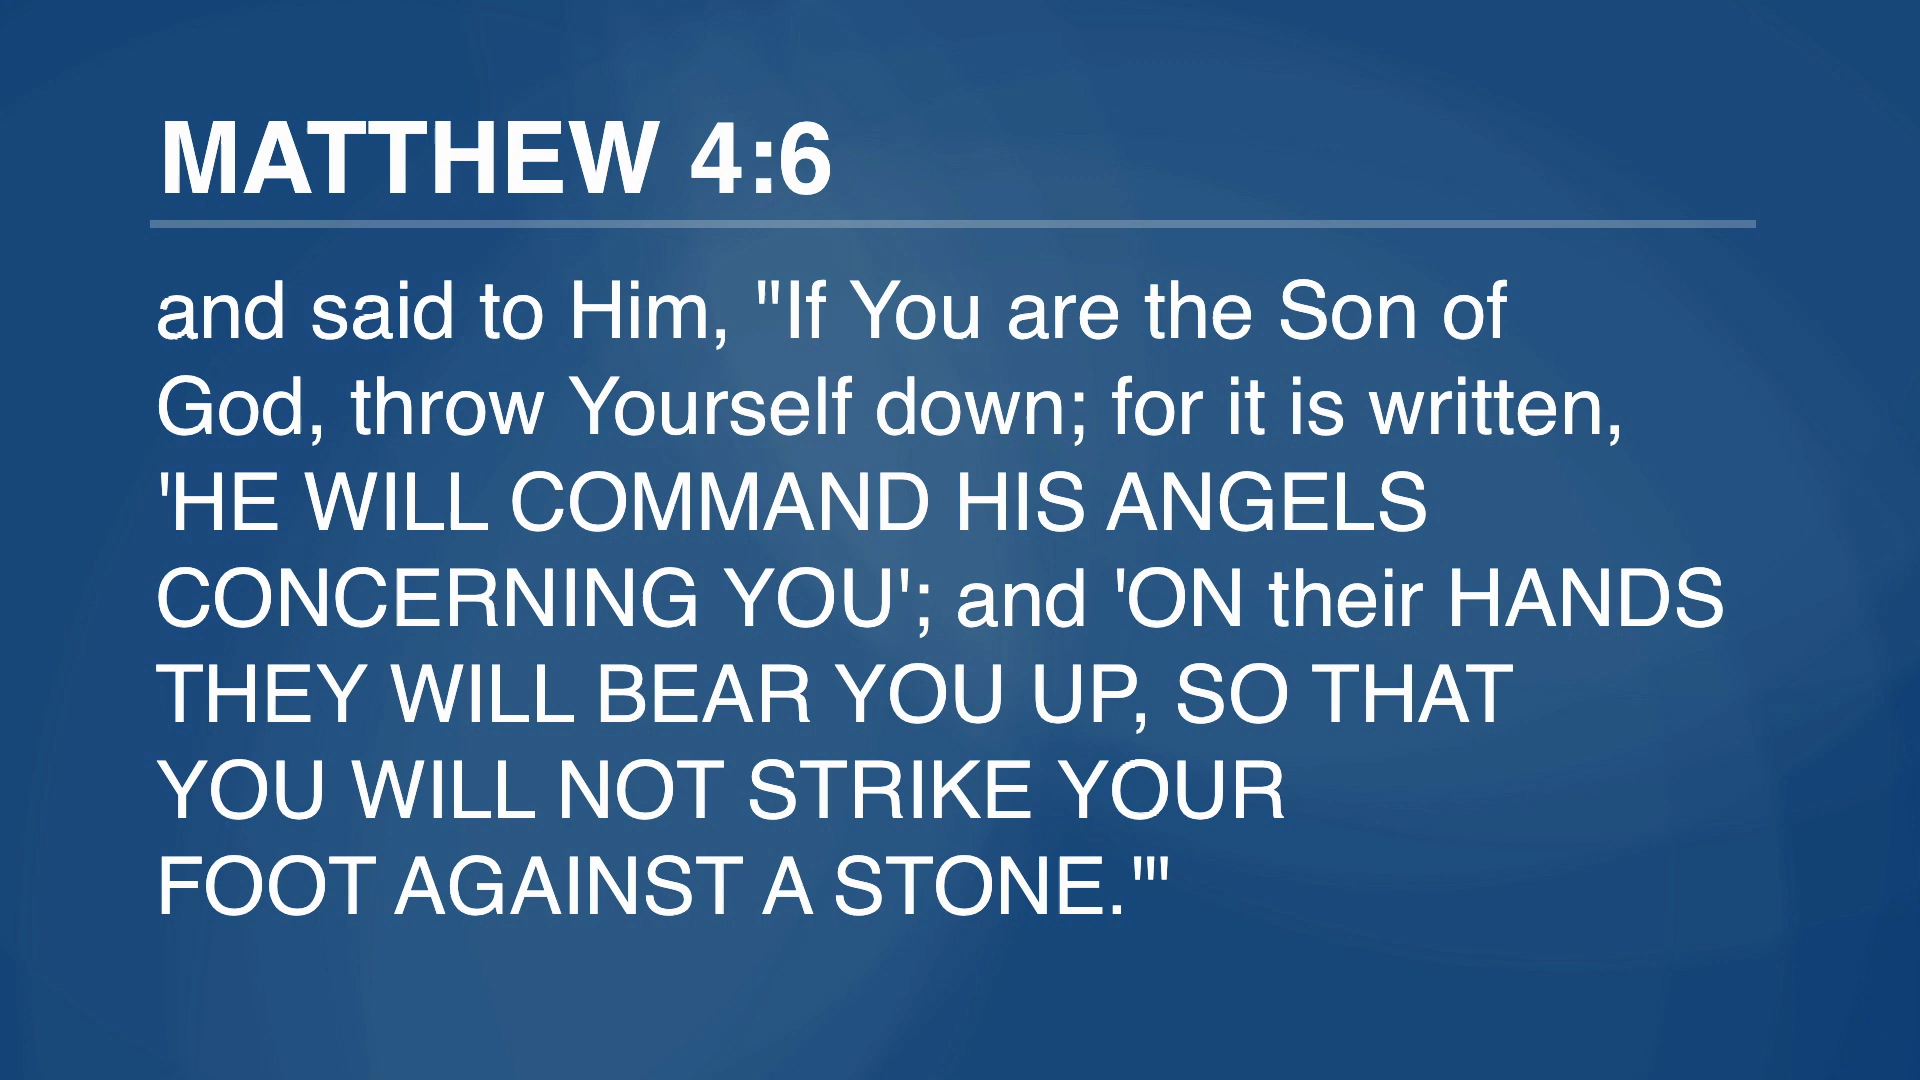 MATTHEW 4:6
and said to Him, "If You are the Son of
God, throw Yourself down; for it is written,
'HE WILL COMMAND HIS ANGELS
CONCERNING YOU'; and 'ON their HANDS
THEY WILL BEAR YOU UP, SO THAT
YOU WILL NOT STRIKE YOUR
FOOT AGAINST A STONE.'"